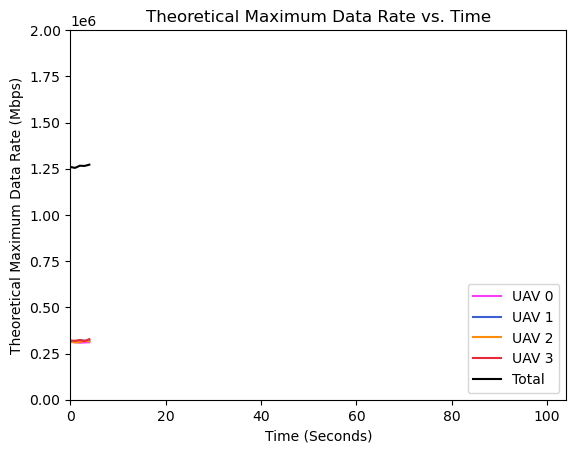 Theoretical Maximum Data Rate vs. Time
1e6
2.00
1.75
1.50
1.25
1.00
0.75
0.50
0.25
0.00
Theoretical Maximum Data Rate (Mbps)
0 20 40 60 80 100
Time (Seconds)
UAV 0
UAV 1
UAV 2
UAV 3
Total